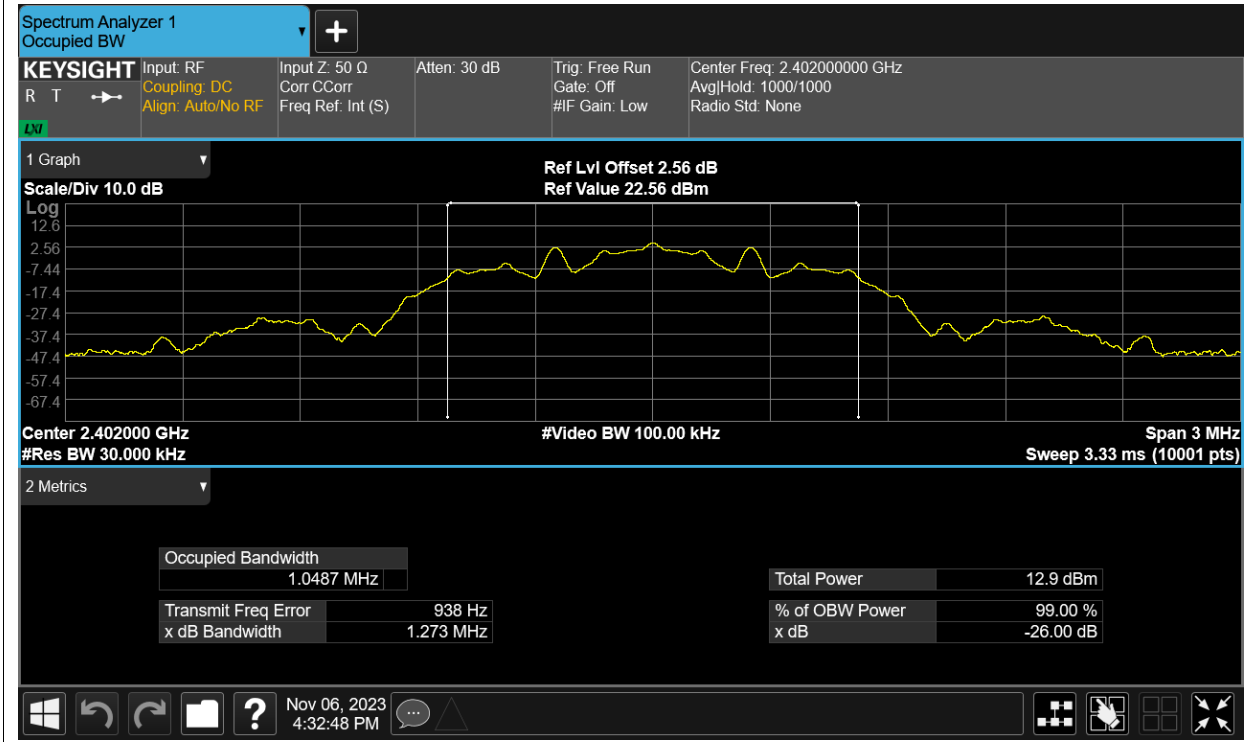 Spectrum Analyzer 1
Occupied BW
KEYSIGHT
R T
LXI
Input: RF
Coupling: DC
Align: Auto/No RF
Input Z: 50 Ω
Corr CCorr
Freq Ref: Int (S)
Atten: 30 dB
Trig: Free Run
Gate: Off
#IF Gain: Low
Center Freq: 2.402000000 GHz
Avg|Hold: 1000/1000
Radio Std: None
1 Graph
Scale/Div 10.0 dB
Ref Lvl Offset 2.56 dB
Ref Value 22.56 dBm
Log
12.6
2.56
-7.44
-17.4
-27.4
-37.4
-47.4
-57.4
-67.4
Center 2.402000 GHz
#Video BW 100.00 kHz
Span 3 MHz
#Res BW 30.000 kHz
Sweep 3.33 ms (10001 pts)
2 Metrics
Occupied Bandwidth
1.0487 MHz
Total Power 12.9 dBm
Transmit Freq Error 938 Hz
% of OBW Power 99.00 %
x dB Bandwidth 1.273 MHz
x dB -26.00 dB
?
Nov 06, 2023
4:32:48 PM